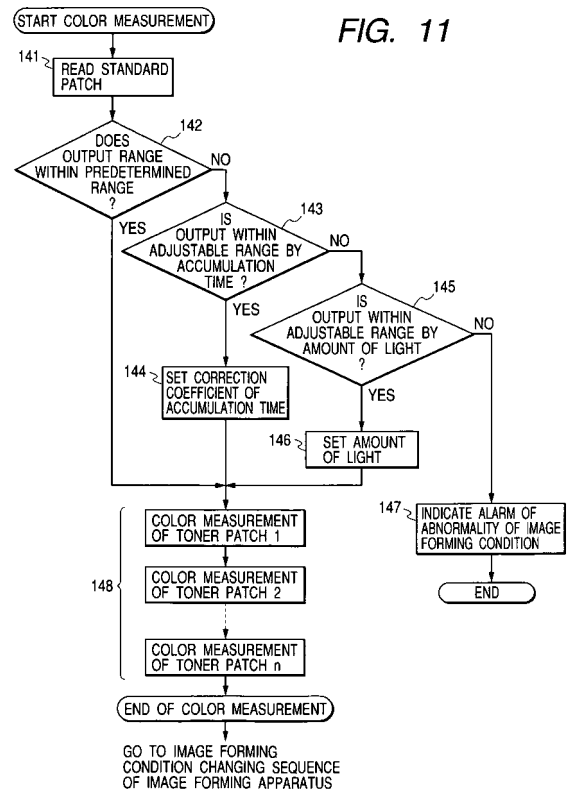 START COLOR MEASUREMENT
FIG. 11
141
READ STANDARD
PATCH
142
DOES
OUTPUT RANGE
WITHIN PREDETERMINED
RANGE
?
NO
YES
143
IS
OUTPUT WITHIN
ADJUSTABLE RANGE BY
ACCUMULATION
TIME ?
NO
YES
145
IS
OUTPUT WITHIN
ADJUSTABLE RANGE BY
AMOUNT OF LIGHT
?
NO
YES
144
SET CORRECTION
COEFFICIENT OF
ACCUMULATION TIME
146
SET AMOUNT
OF LIGHT
147
INDICATE ALARM OF
ABNORMALITY OF IMAGE
FORMING CONDITION
END
148
COLOR MEASUREMENT
OF TONER PATCH 1
COLOR MEASUREMENT
OF TONER PATCH 2
COLOR MEASUREMENT
OF TONER PATCH n
END OF COLOR MEASUREMENT
GO TO IMAGE FORMING
CONDITION CHANGING SEQUENCE
OF IMAGE FORMING APPARATUS